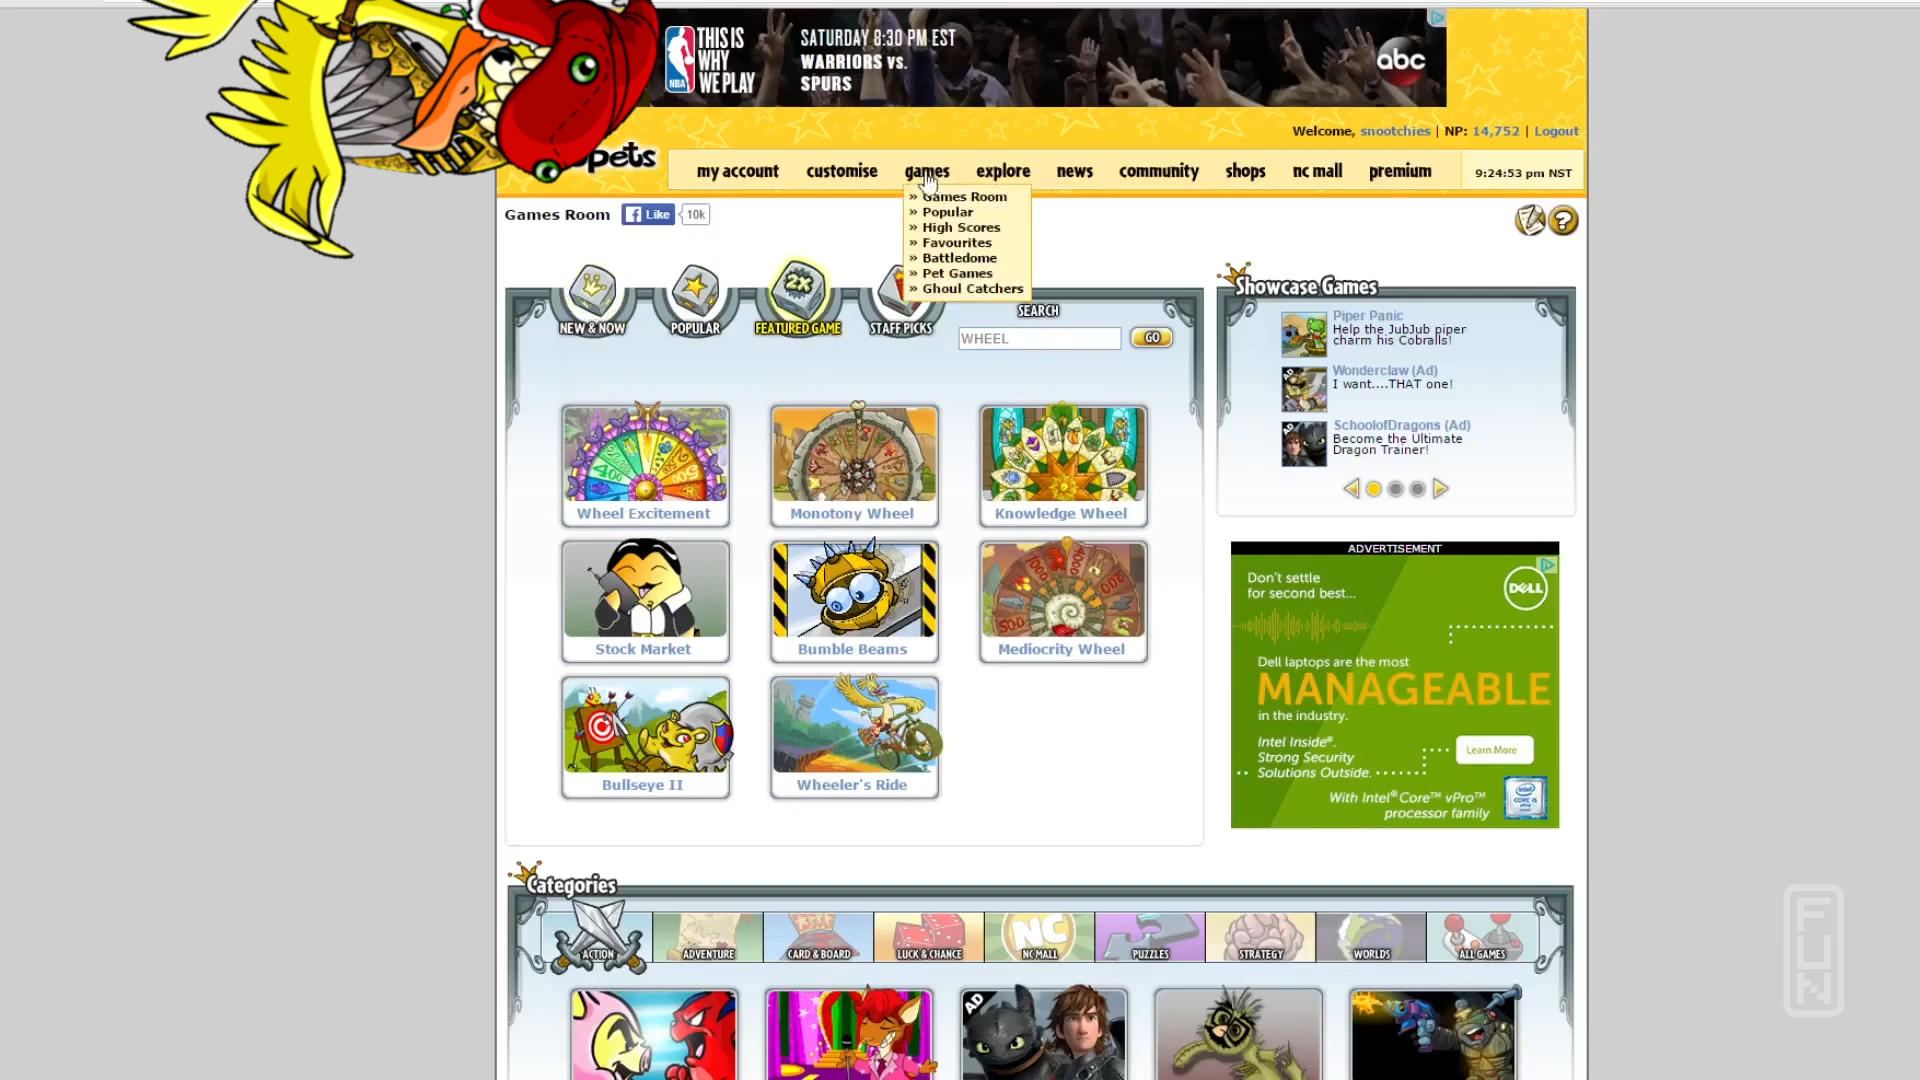 THIS IS
WHY
WE PLAY
NBA
SATURDAY 8:30 PM EST
WARRIORS vs.
SPURS
abc
Welcome, snootchies | NP: 14,752 | Logout
pets
my account
customise
games
explore
news
community
shops
nc mall
premium
9:24:53 pm NST
Games Room
Like
10k
» Games Room
» Popular
» High Scores
» Favourites
» Battledome
» Pet Games
» Ghoul Catchers
NEW & NOW
POPULAR
2X
FEATURED GAME
STAFF PICKS
SEARCH
WHEEL
GO
Wheel Excitement
Monotony Wheel
Knowledge Wheel
Stock Market
Bumble Beams
Mediocrity Wheel
Bullseye II
Wheeler's Ride
Showcase Games
Piper Panic
Help the JubJub piper
charm his Cobralls!
AD
Wonderclaw (Ad)
I want....THAT one!
AD
SchoolofDragons (Ad)
Become the Ultimate
Dragon Trainer!
ADVERTISEMENT
Don't settle
for second best...
DELL
Dell laptops are the most
MANAGEABLE
in the industry.
Intel Inside®.
Strong Security
Solutions Outside.
Learn More
With Intel® Core™ vPro™
processor family
Categories
ACTION
ADVENTURE
CARD & BOARD
LUCK & CHANCE
NC
NC MALL
PUZZLES
STRATEGY
WORLDS
ALL GAMES
AD
FUN